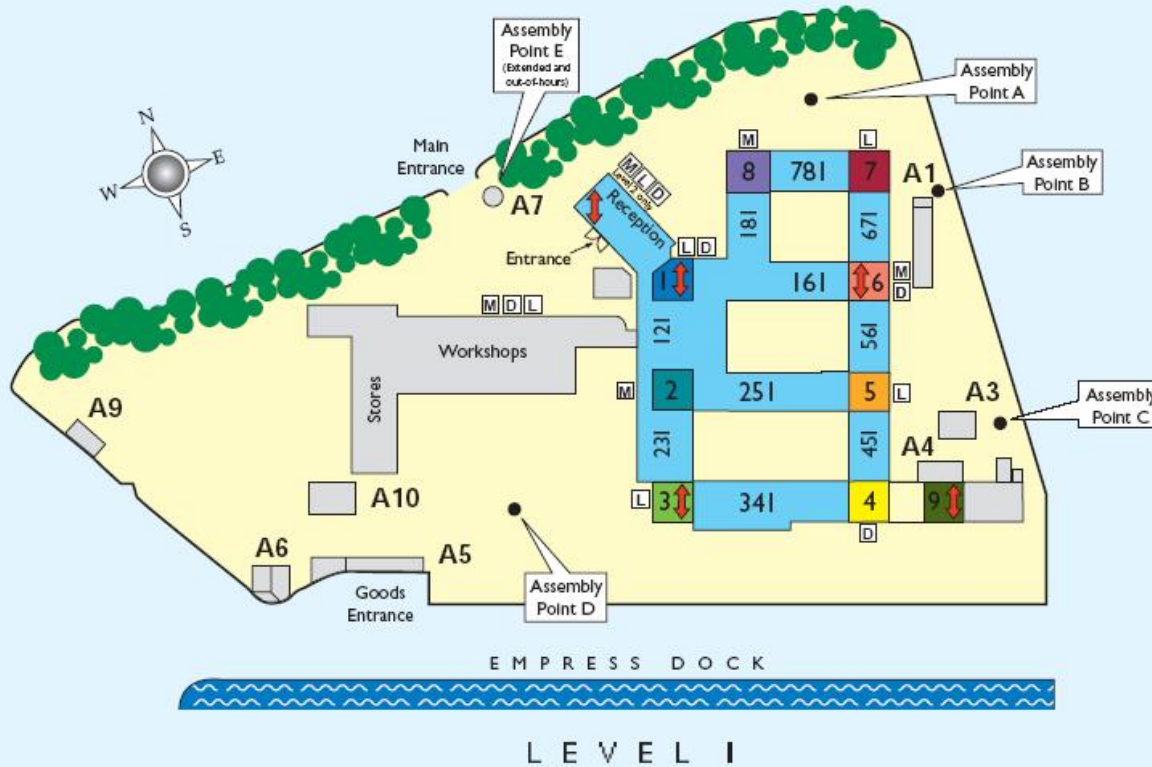 Assembly
Point E
(Extended and
out-of-hours)
Assembly
Point A
N
E
W
S
Main
Entrance
M
L
8
781
7
A1
Assembly
Point B
M L D
Level 2 only
A7
Reception
181
671
L D
Entrance
1
161
6
M
D
M D L
121
561
Workshops
M
2
251
5
L
A3
Assembly
Point C
A9
Stores
231
451
A4
L
3
341
4
9
A10
D
A6
A5
Goods
Entrance
Assembly
Point D
EMPRESS DOCK
LEVEL 1